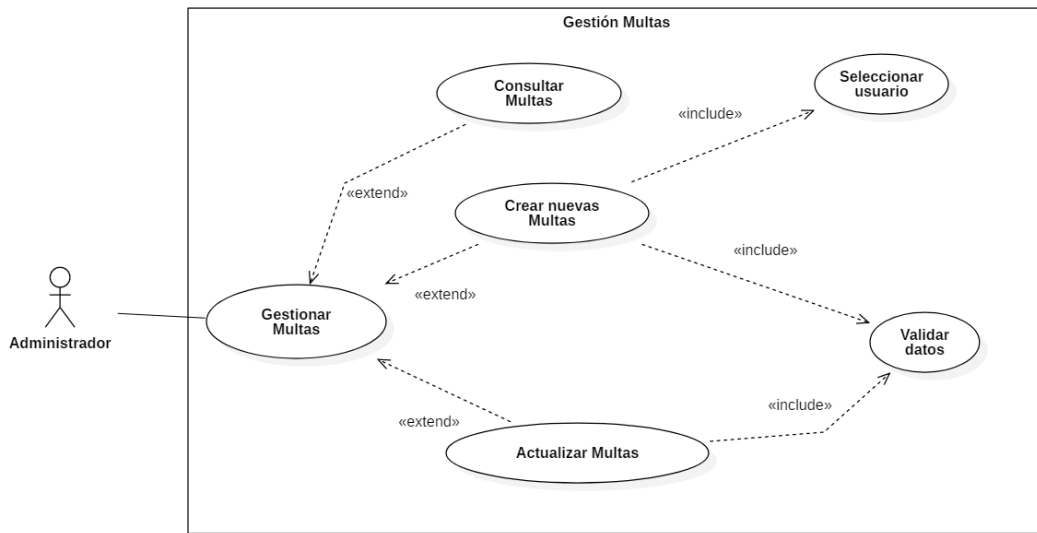 Gestión Multas
Consultar
Multas
Seleccionar
usuario
«include»
«extend»
Crear nuevas
Multas
«include»
«extend»
Gestionar
Multas
Administrador
Validar
datos
«include»
«extend»
Actualizar Multas